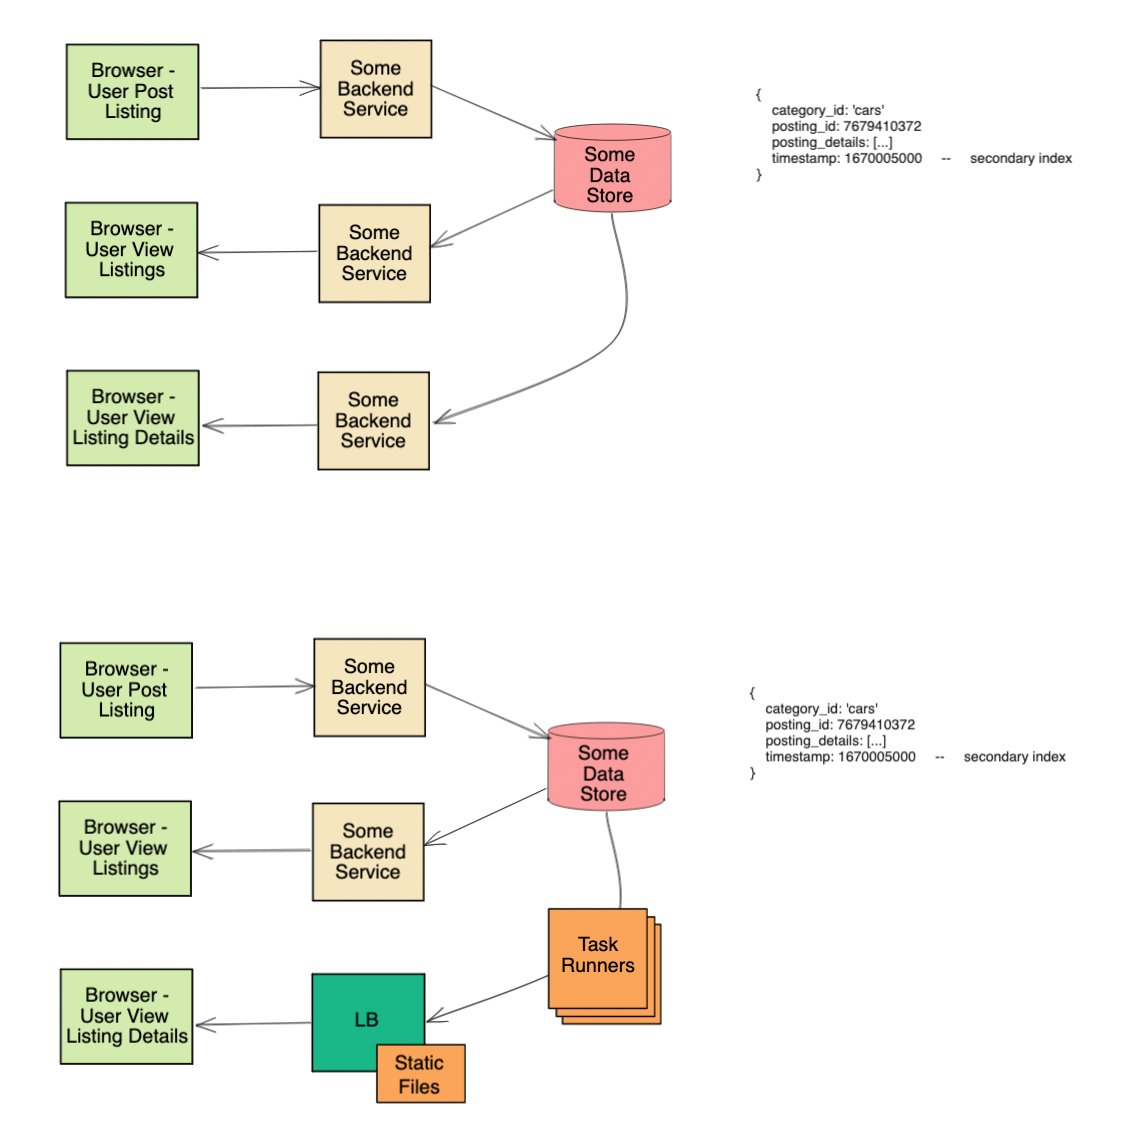 Browser -
User Post
Listing
Some
Backend
Service
Some
Data
Store
{
category_id: 'cars'
posting_id: 7679410372
posting_details: [...]
timestamp: 1670005000 -- secondary index
}
Browser -
User View
Listings
Some
Backend
Service
Browser -
User View
Listing Details
Some
Backend
Service
Browser -
User Post
Listing
Some
Backend
Service
Some
Data
Store
{
category_id: 'cars'
posting_id: 7679410372
posting_details: [...]
timestamp: 1670005000 -- secondary index
}
Browser -
User View
Listings
Some
Backend
Service
Task
Runners
Browser -
User View
Listing Details
LB
Static
Files